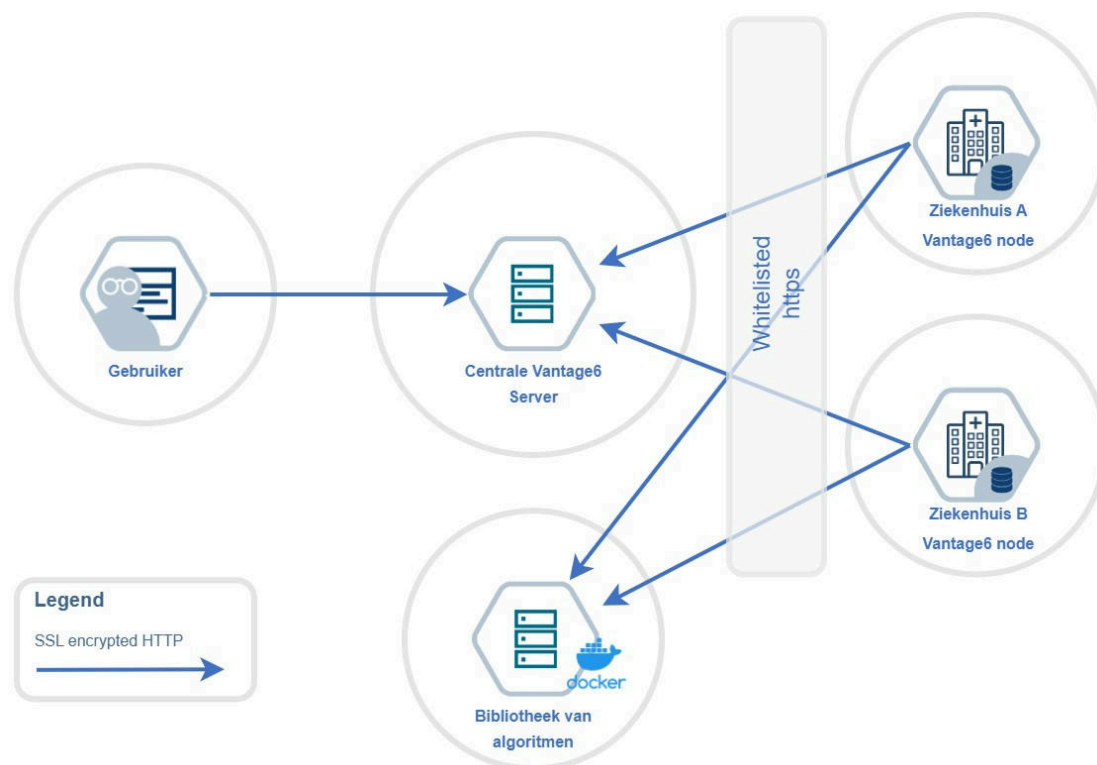 Ziekenhuis A
Vantage6 node
Whitelisted
https
Gebruiker
Centrale Vantage6
Server
Ziekenhuis B
Vantage6 node
Legend
SSL encrypted HTTP
docker
Bibliotheek van
algoritmen